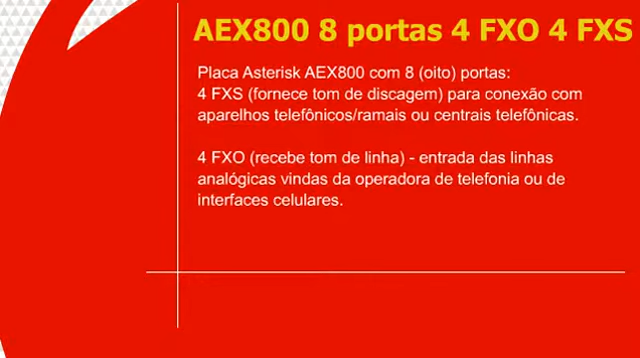 AEX800 8 portas 4 FXO 4 FXS
Placa Asterisk AEX800 com 8 (oito) portas:
4 FXS (fornece tom de discagem) para conexão com
aparelhos telefônicos/ramais ou centrais telefônicas.
4 FXO (recebe tom de linha) - entrada das linhas
analógicas vindas da operadora de telefonia ou de
interfaces celulares.